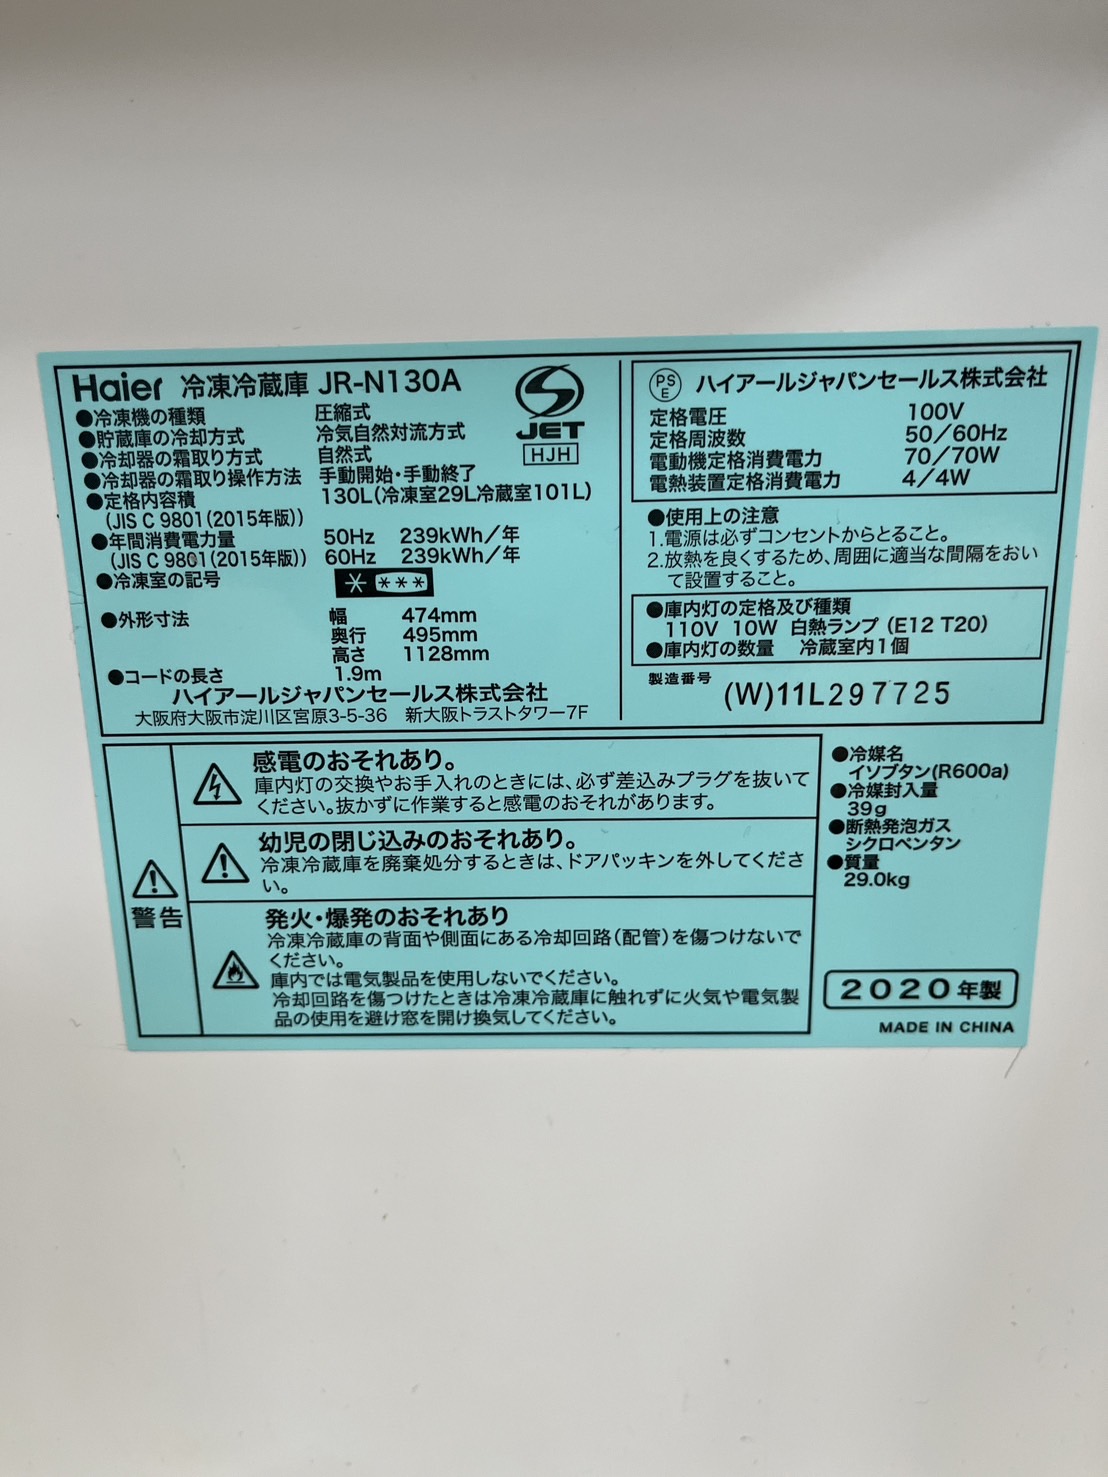 Haier 冷凍冷蔵庫 JR-N130A
●冷凍機の種類 圧縮式
●貯蔵庫の冷却方式 冷気自然対流方式
●冷却器の霜取り方式 自然式
●冷却器の霜取り操作方法 手動開始・手動終了
●定格内容積 130L(冷凍室29L冷蔵室101L)
(JIS C 9801(2015年版))
●年間消費電力量 50Hz 239kWh/年
(JIS C 9801(2015年版)) 60Hz 239kWh/年
●冷凍室の記号
●外形寸法 幅 474mm
奥行 495mm
高さ 1128mm
●コードの長さ 1.9m
ハイアールジャパンセールス株式会社
大阪府大阪市淀川区宮原3-5-36 新大阪トラストタワー7F
JET
HJH
PSE ハイアールジャパンセールス株式会社
定格電圧 100V
定格周波数 50/60Hz
電動機定格消費電力 70/70W
電熱装置定格消費電力 4/4W
●使用上の注意
1.電源は必ずコンセントからとること。
2.放熱を良くするため、周囲に適当な間隔をおい
て設置すること。
●庫内灯の定格及び種類
110V 10W 白熱ランプ (E12 T20)
●庫内灯の数量 冷蔵室内1個
製造番号 (W)11L297725
警告
感電のおそれあり。
庫内灯の交換やお手入れのときには、必ず差込みプラグを抜いて
ください。抜かずに作業すると感電のおそれがあります。
幼児の閉じ込みのおそれあり。
冷凍冷蔵庫を廃棄処分するときは、ドアパッキンを外してくださ
い。
発火・爆発のおそれあり
冷凍冷蔵庫の背面や側面にある冷却回路(配管)を傷つけないで
ください。
庫内では電気製品を使用しないでください。
冷却回路を傷つけたときは冷凍冷蔵庫に触れずに火気や電気製
品の使用を避け窓を開け換気してください。
●冷媒名
イソブタン(R600a)
●冷媒封入量
39g
●断熱発泡ガス
シクロペンタン
●質量
29.0kg
2020年製
MADE IN CHINA